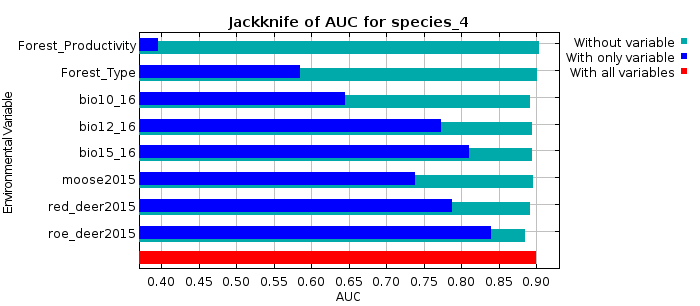 Jackknife of AUC for species_4
Without variable
With only variable
With all variables
Environmental Variable
Forest_Productivity
Forest_Type
bio10_16
bio12_16
bio15_16
moose2015
red_deer2015
roe_deer2015
0.40 0.45 0.50 0.55 0.60 0.65 0.70 0.75 0.80 0.85 0.90
AUC